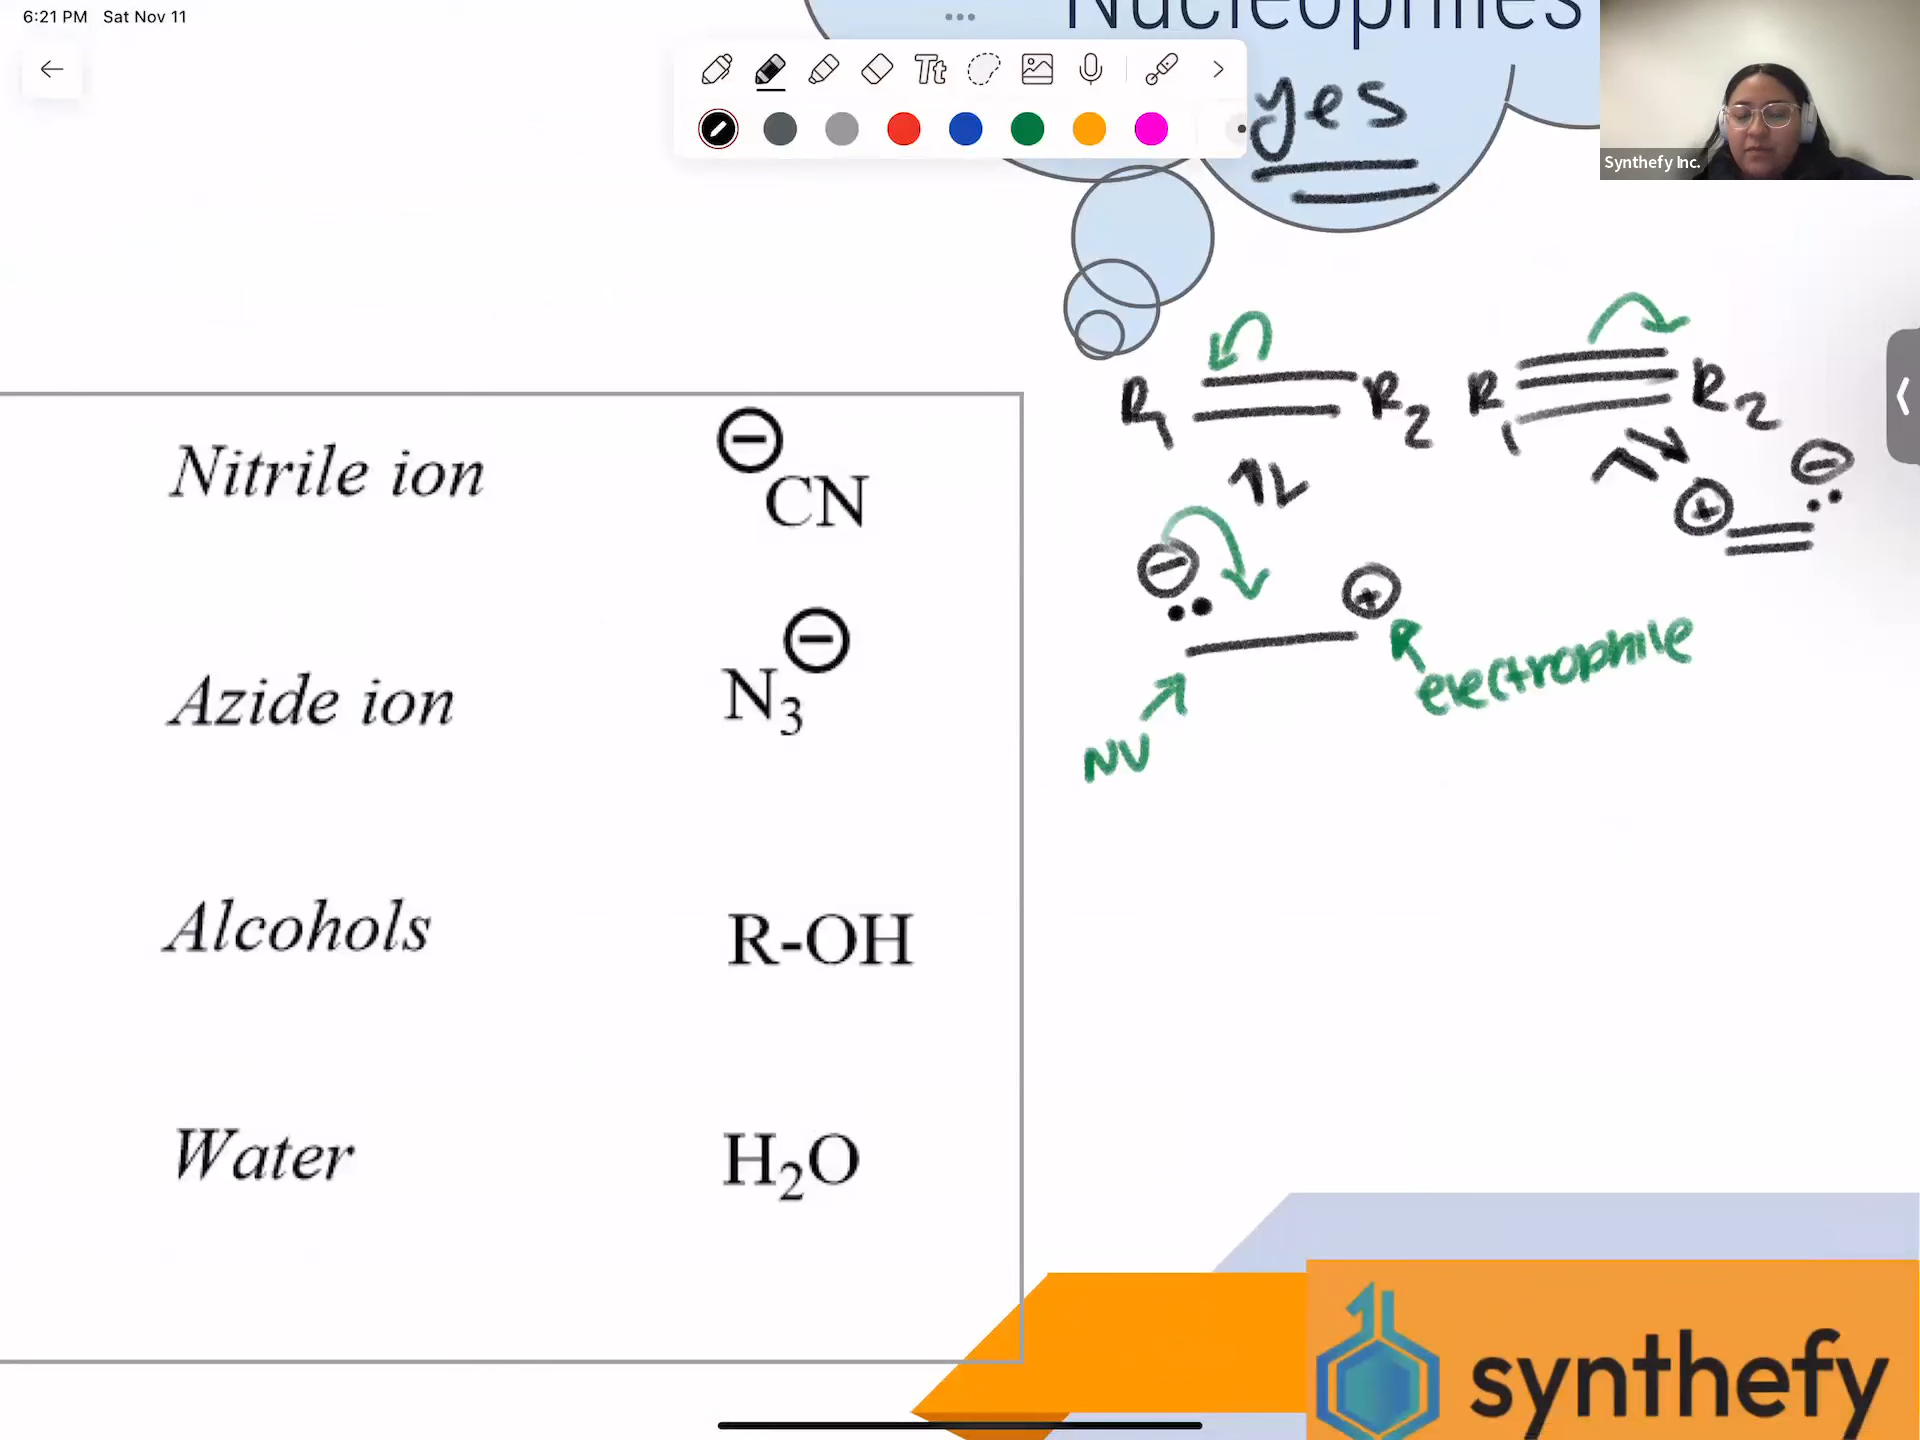 6:21 PM Sat Nov 11
Nucleophiles
Tt
yes
Synthefy Inc.
R1 R2 R1 R2
Nitrile ion ⊖CN
⊖ ⊕ ⊕ ⊖
electrophile
NU
Azide ion N3⊖
Alcohols R-OH
Water H2O
synthefy